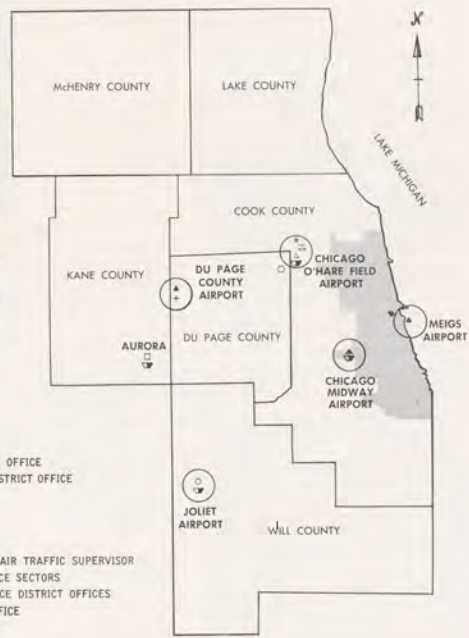 N
McHENRY COUNTY
LAKE COUNTY
LAKE MICHIGAN
COOK COUNTY
KANE COUNTY
DU PAGE
COUNTY
AIRPORT
CHICAGO
O'HARE FIELD
AIRPORT
DU PAGE COUNTY
MEIGS
AIRPORT
AURORA
CHICAGO
MIDWAY
AIRPORT
OFFICE
DISTRICT OFFICE
JOLIET
AIRPORT
WILL COUNTY
AIR TRAFFIC SUPERVISOR
CE SECTORS
CE DISTRICT OFFICES
FICE